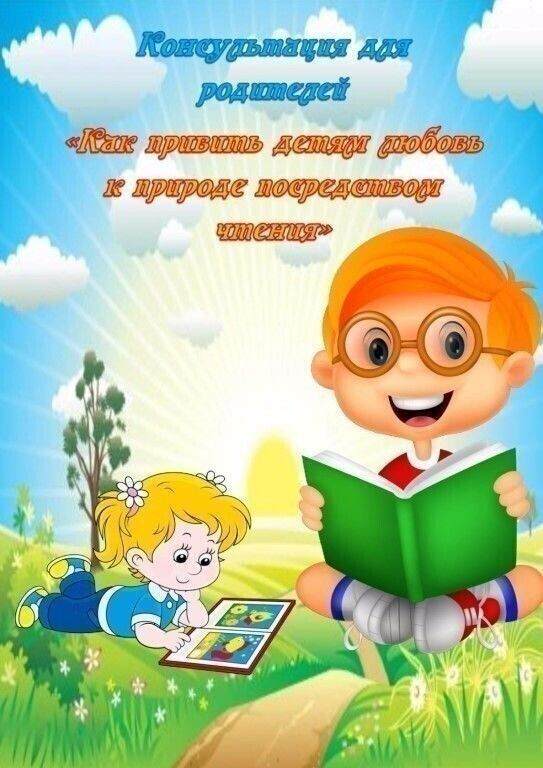 Консультация для
родителей
«Как привить детям любовь
к природе посредством
чтения»